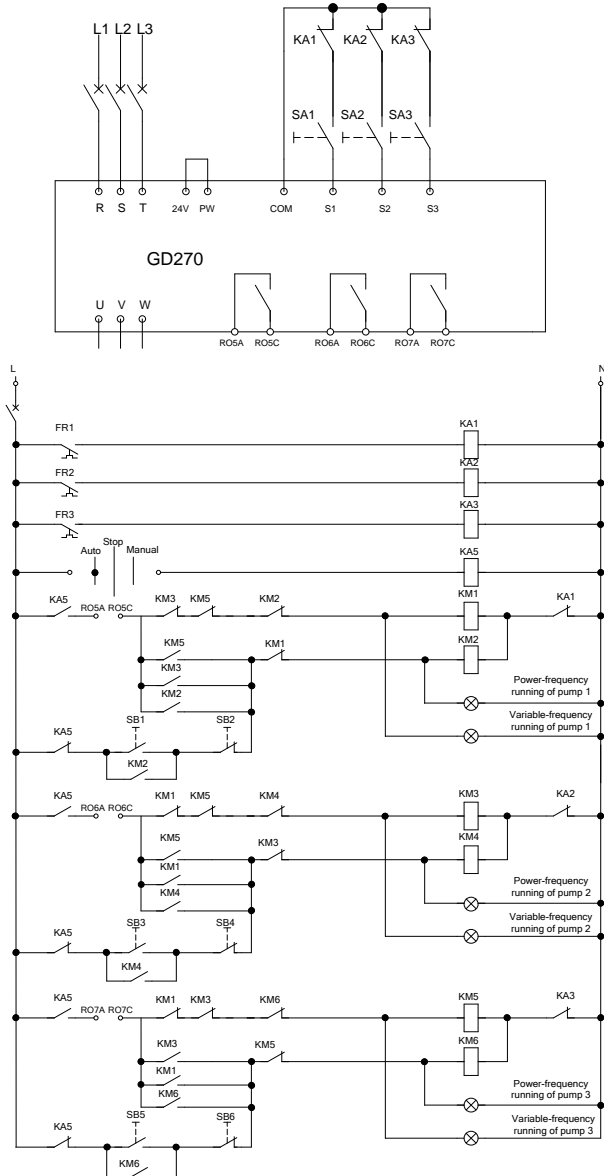 L1 L2 L3
KA1 KA2 KA3
SA1 SA2 SA3
R S T 24V PW COM S1 S2 S3
GD270
U V W
RO5A RO5C RO6A RO6C RO7A RO7C
L N
FR1 KA1
FR2 KA2
FR3 KA3
Stop
Auto Manual KA5
KA5 RO5A RO5C KM3 KM5 KM2 KM1 KA1
KM5 KM1 KM2
KM3
KM2
Power-frequency
running of pump 1
Variable-frequency
running of pump 1
KA5 SB1 SB2
KM2
KA5 RO6A RO6C KM1 KM5 KM4 KM3 KA2
KM5 KM3 KM4
KM1
KM4
Power-frequency
running of pump 2
Variable-frequency
running of pump 2
KA5 SB3 SB4
KM4
KA5 RO7A RO7C KM1 KM3 KM6 KM5 KA3
KM3 KM5 KM6
KM1
KM6
Power-frequency
running of pump 3
Variable-frequency
running of pump 3
KA5 SB5 SB6
KM6